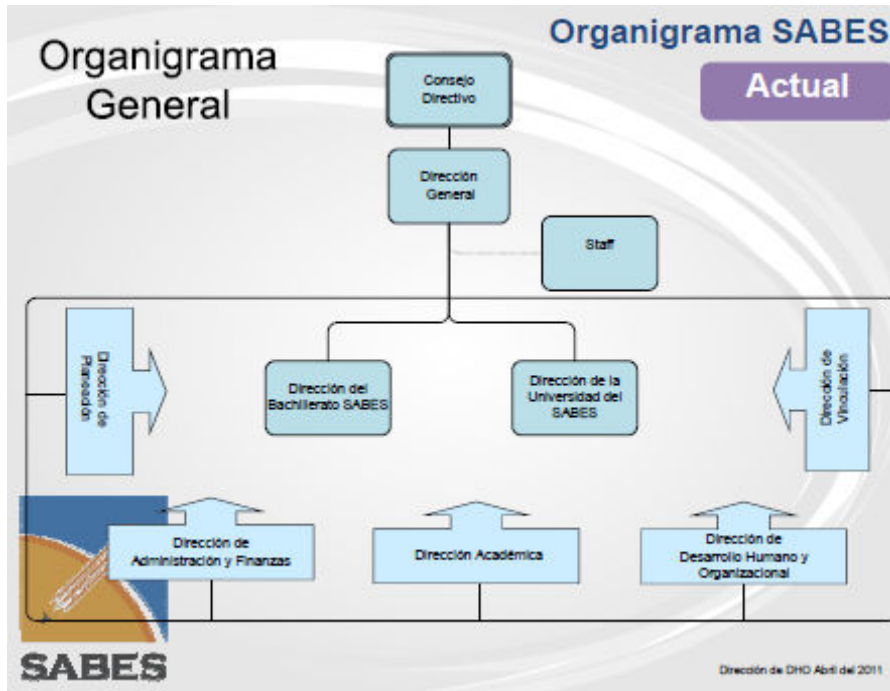 Organigrama
General
Organigrama SABES
Actual
Consejo
Directivo
Dirección
General
Staff
Dirección de
Planeación
Dirección del
Bachillerato SABES
Dirección de la
Universidad del
SABES
Dirección de
Vinculación
Dirección de
Administración y Finanzas
Dirección Académica
Dirección de
Desarrollo Humano y
Organizacional
SABES
Dirección de DHO Abril del 2011